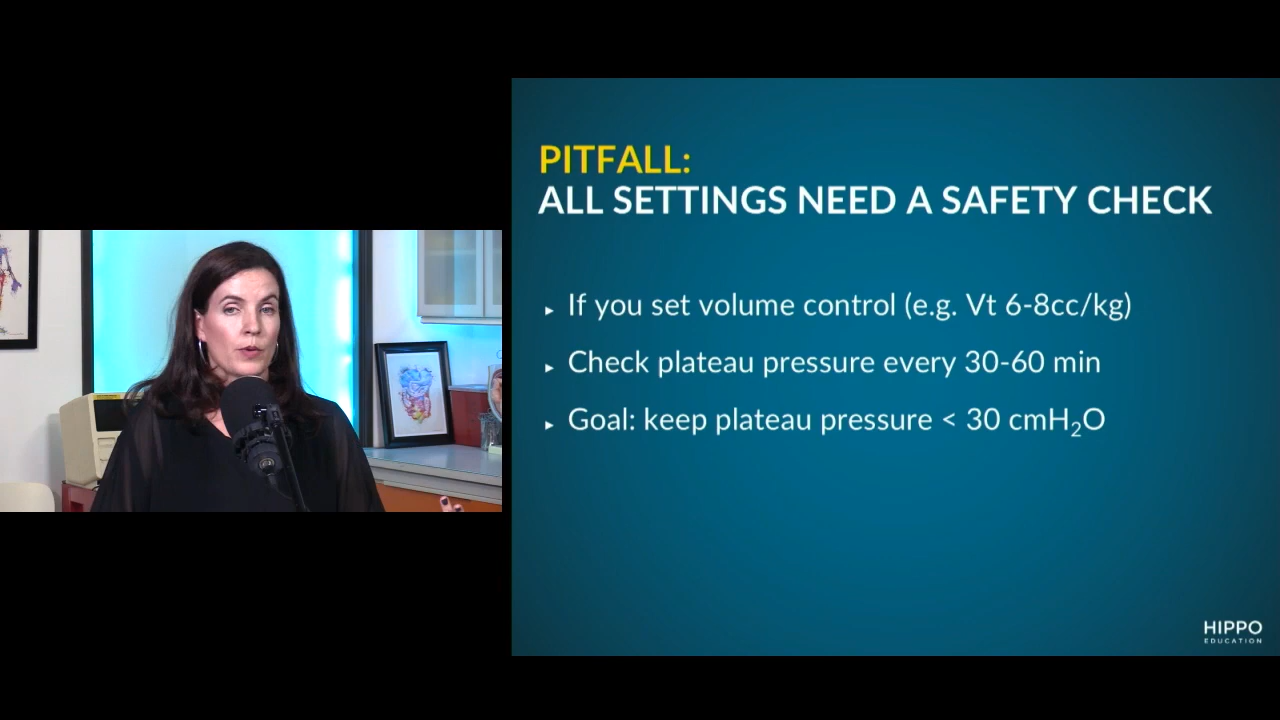 PITFALL:
ALL SETTINGS NEED A SAFETY CHECK
▸ If you set volume control (e.g. Vt 6-8cc/kg)
▸ Check plateau pressure every 30-60 min
▸ Goal: keep plateau pressure < 30 cmH₂O
HIPPO
EDUCATION